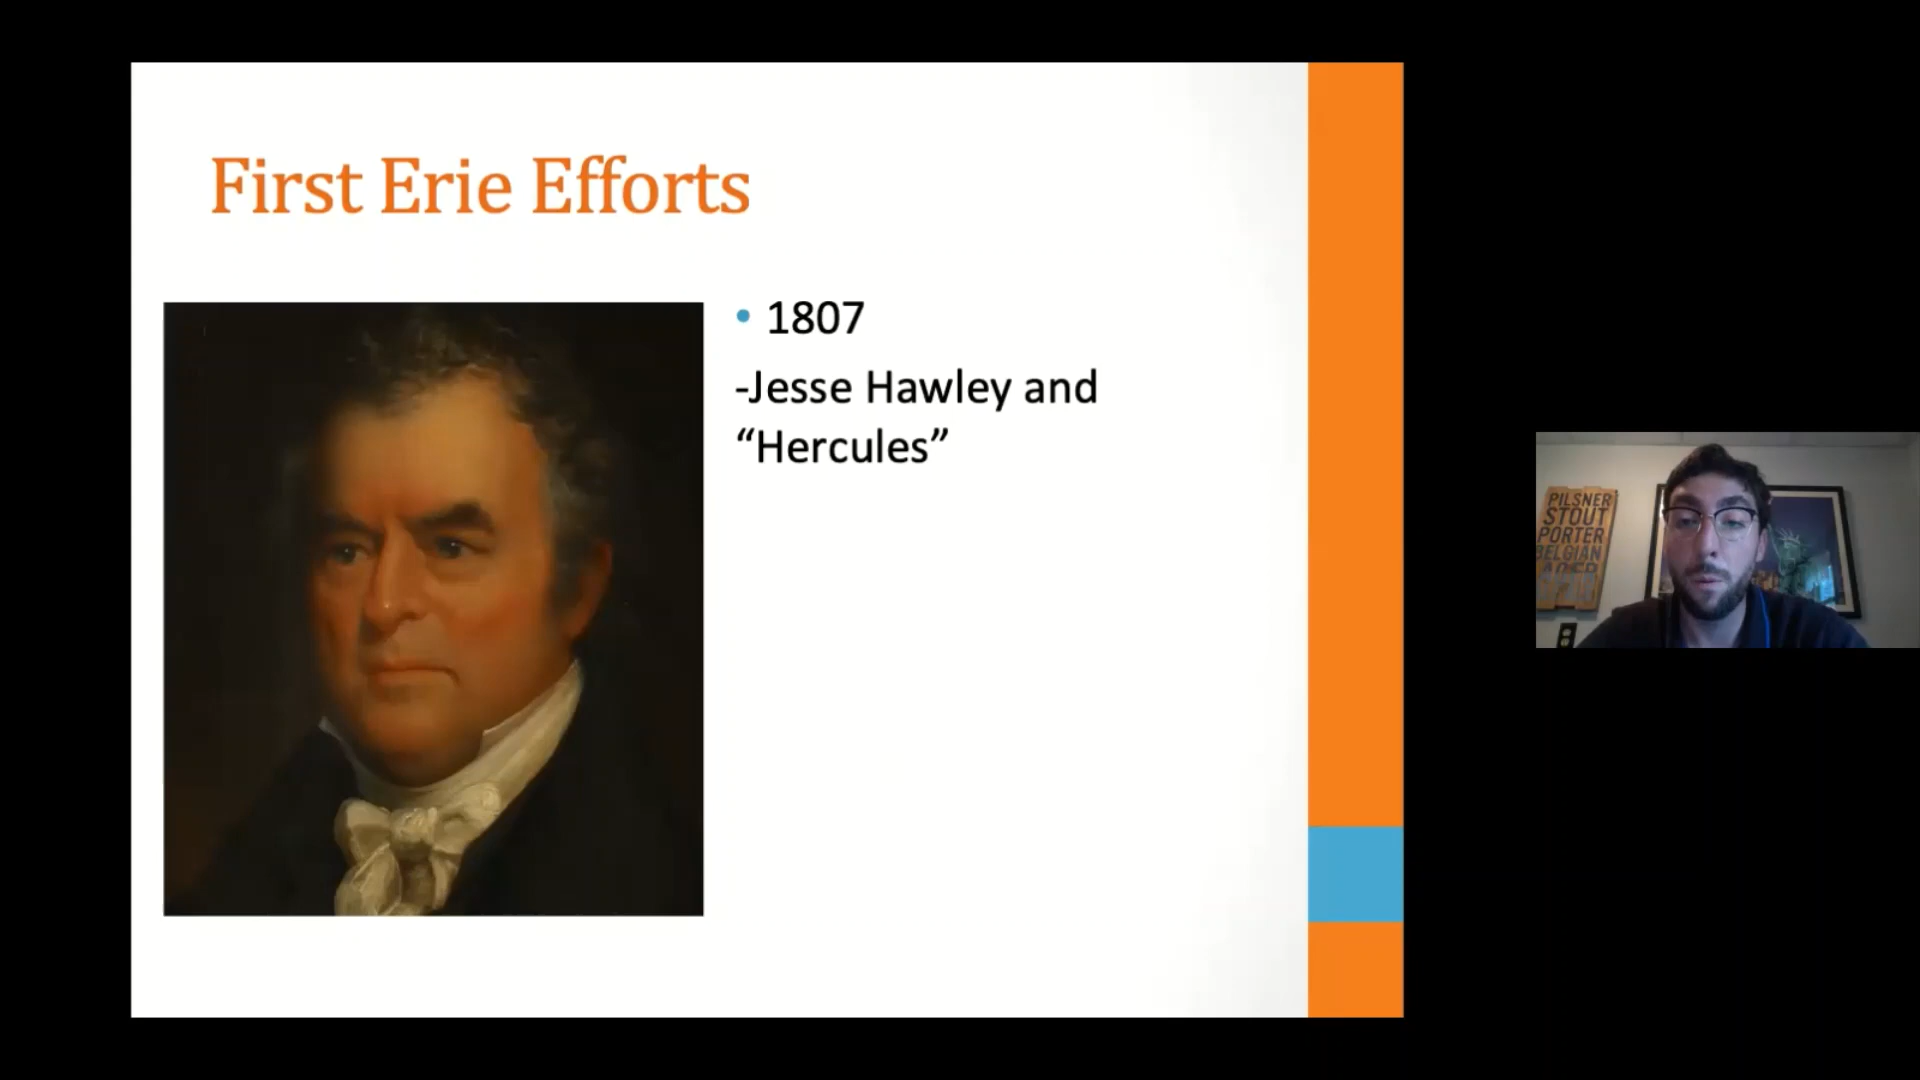 First Erie Efforts
• 1807
-Jesse Hawley and
“Hercules”
PILSNER
STOUT
PORTER
BELGIAN